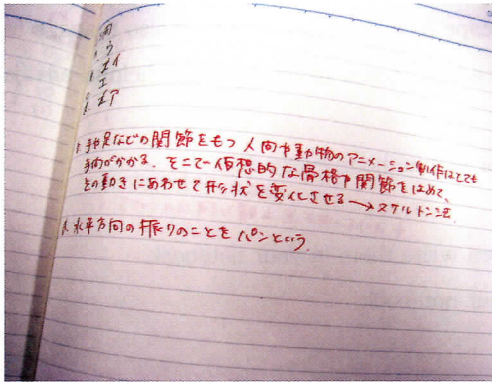 調
ウ
オイ
エ
オア
手や足などの関節をもつ人間や動物のアニメーション制作はとても
手間がかかる。そこで仮想的な骨格や関節をはめて、
その動きにあわせて形状を変化させる→スケルトン法
水平方向の振りのことをパンという。